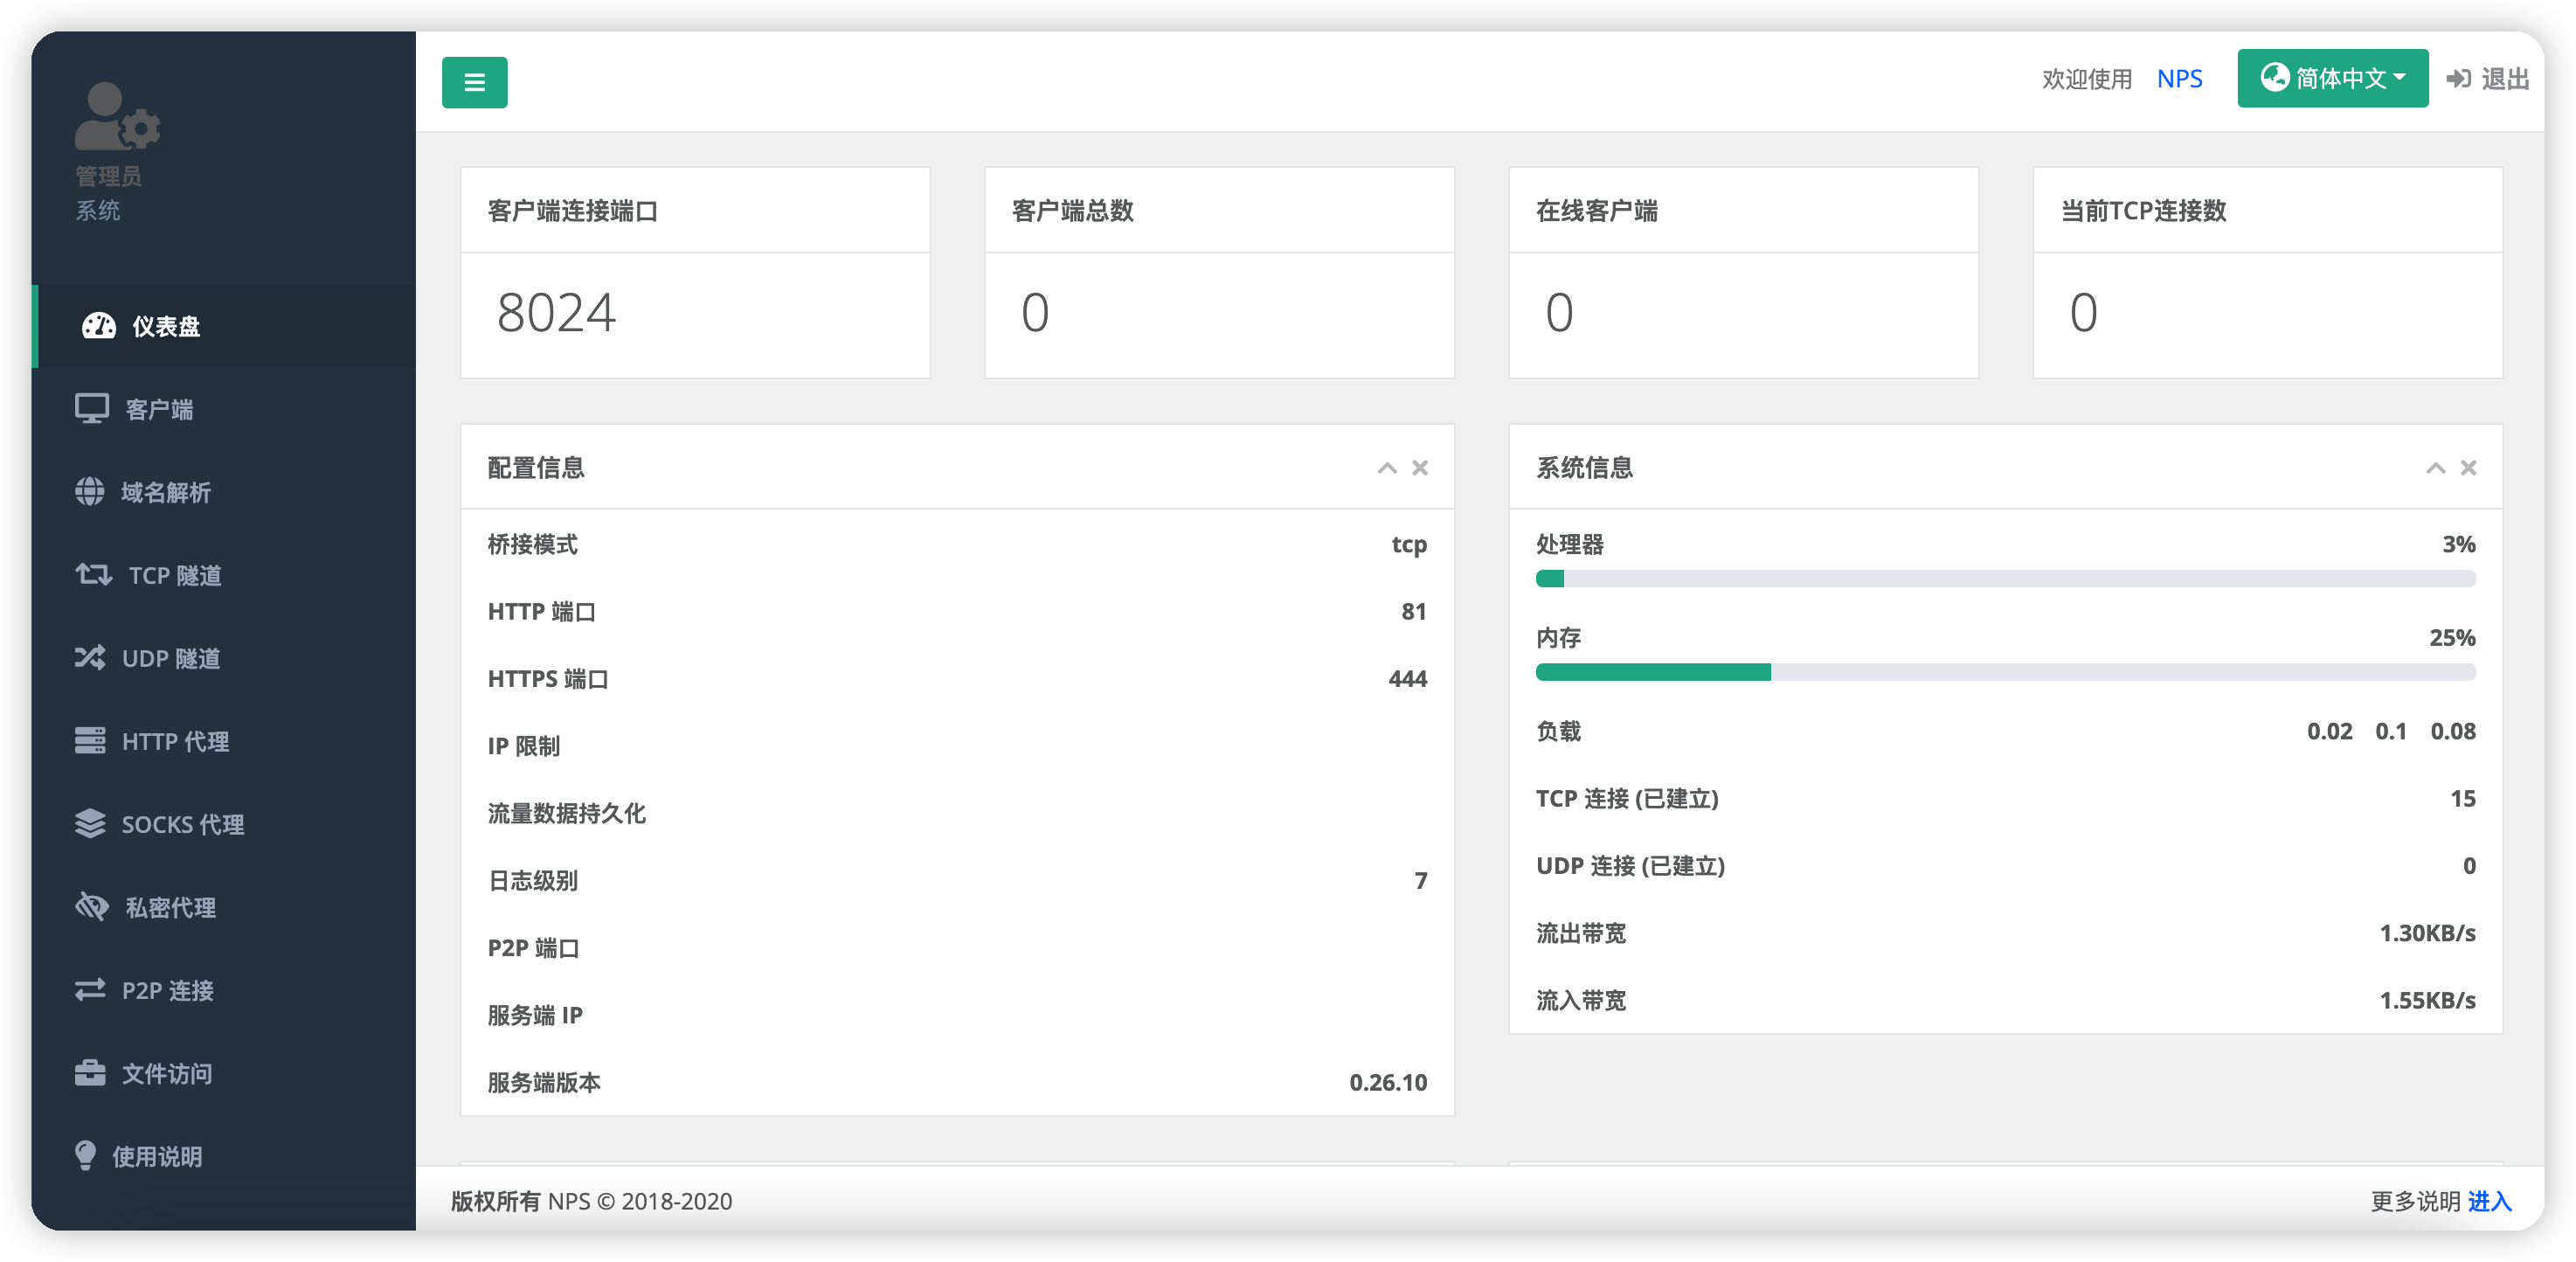 管理员
系统
仪表盘
客户端
域名解析
TCP 隧道
UDP 隧道
HTTP 代理
SOCKS 代理
私密代理
P2P 连接
文件访问
使用说明
欢迎使用 NPS 简体中文 退出
客户端连接端口
8024
客户端总数
0
在线客户端
0
当前TCP连接数
0
配置信息
桥接模式 tcp
HTTP 端口 81
HTTPS 端口 444
IP 限制
流量数据持久化
日志级别 7
P2P 端口
服务端 IP
服务端版本 0.26.10
系统信息
处理器 3%
内存 25%
负载 0.02 0.1 0.08
TCP 连接 (已建立) 15
UDP 连接 (已建立) 0
流出带宽 1.30KB/s
流入带宽 1.55KB/s
版权所有 NPS © 2018-2020
更多说明 进入